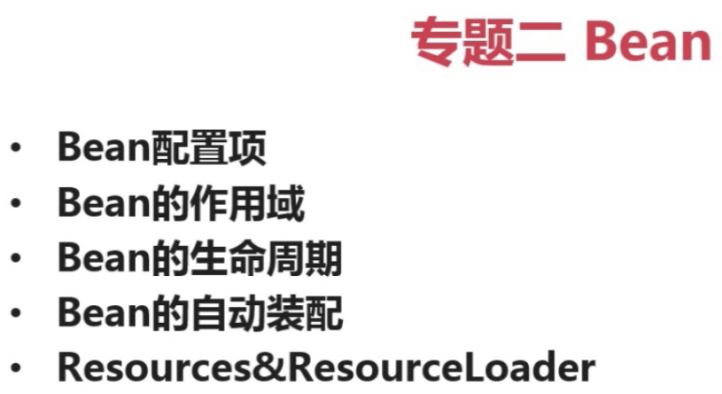 专题二 Bean
• Bean配置项
• Bean的作用域
• Bean的生命周期
• Bean的自动装配
• Resources&ResourceLoader